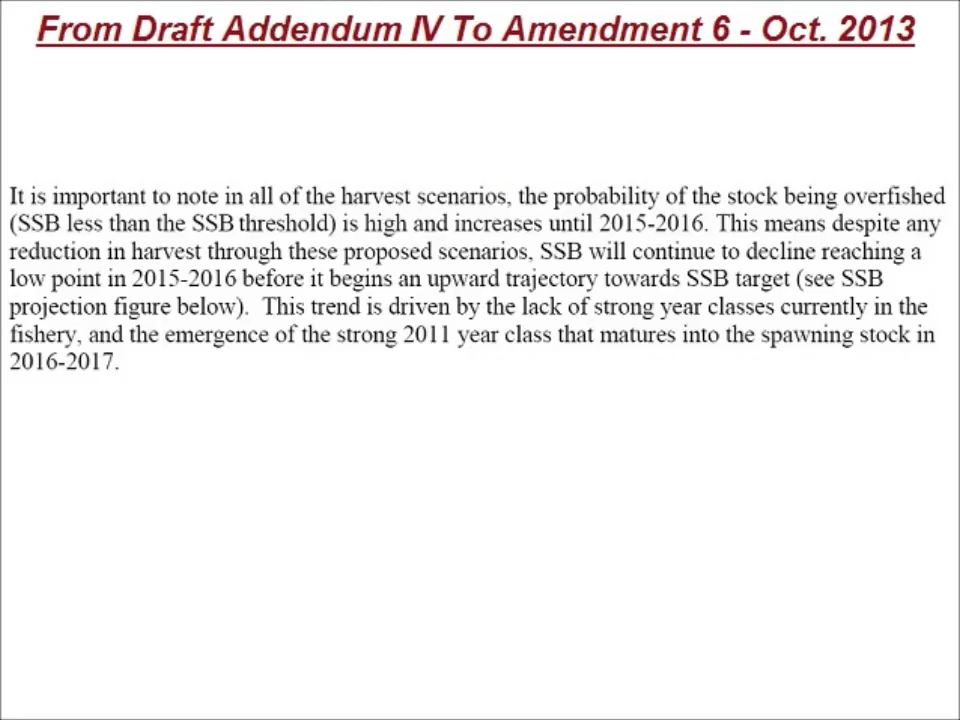 From Draft Addendum IV To Amendment 6 - Oct. 2013
It is important to note in all of the harvest scenarios, the probability of the stock being overfished
(SSB less than the SSB threshold) is high and increases until 2015-2016. This means despite any
reduction in harvest through these proposed scenarios, SSB will continue to decline reaching a
low point in 2015-2016 before it begins an upward trajectory towards SSB target (see SSB
projection figure below). This trend is driven by the lack of strong year classes currently in the
fishery, and the emergence of the strong 2011 year class that matures into the spawning stock in
2016-2017.